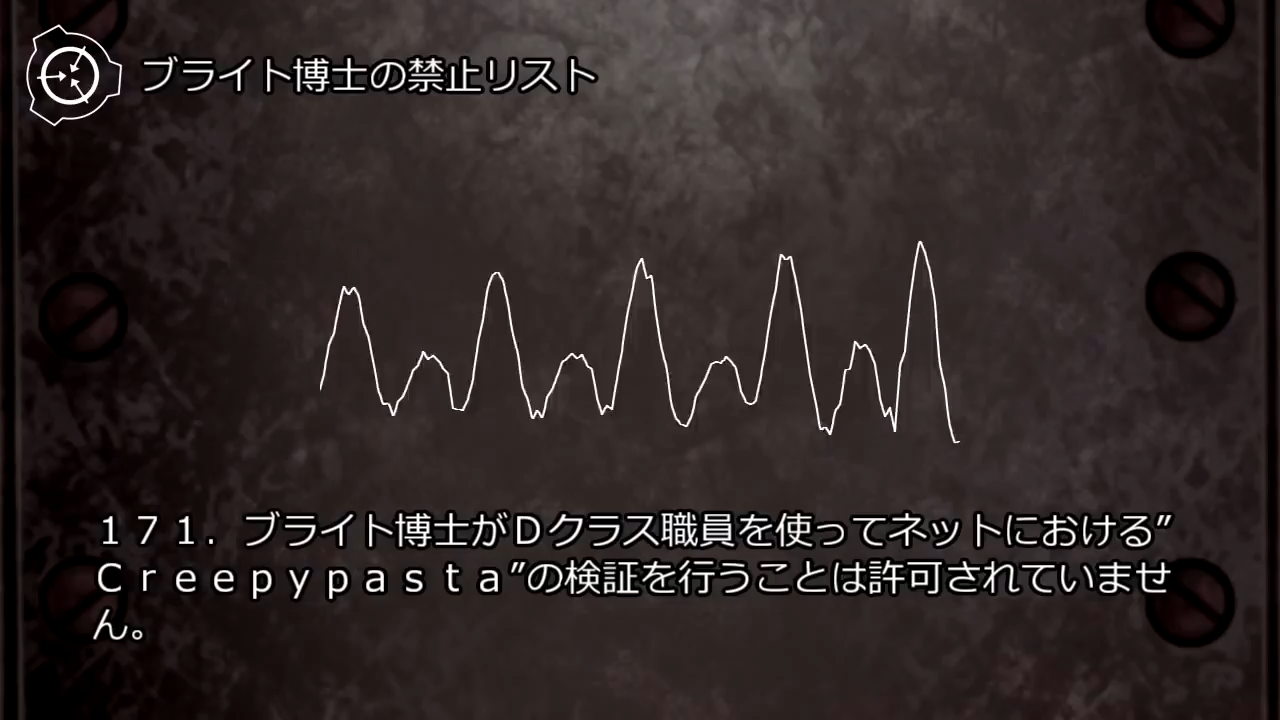 ブライト博士の禁止リスト
１７１．ブライト博士がＤクラス職員を使ってネットにおける”
Ｃｒｅｅｐｙｐａｓｔａ”の検証を行うことは許可されていませ
ん。